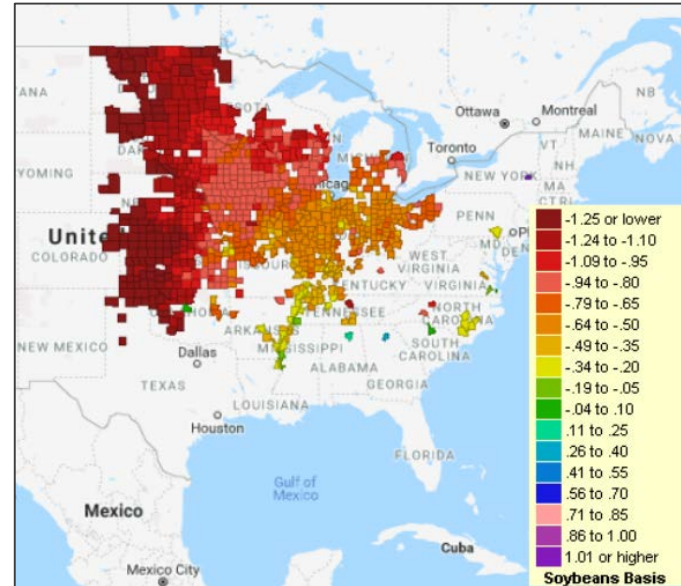 NB
Ottawa
Montreal
MAINE
NOVA
Toronto
VT
NH
NEW YORK
MA
CT RI
PENN
MD
DE
WYOMING
Unit
COLORADO
WEST
VIRGINIA
KENTUCKY
VIRGINIA
TENNESSEE
NORTH
CAROLINA
ARKANSAS
MISSISSIPPI
SOUTH
CAROLINA
NEW MEXICO
Dallas
ALABAMA
GEORGIA
TEXAS
LOUISIANA
Houston
FLORIDA
Gulf of
Mexico
Mexico
Cuba
Mexico City
-1.25 or lower
-1.24 to -1.10
-1.09 to -.95
-.94 to -.80
-.79 to -.65
-.64 to -.50
-.49 to -.35
-.34 to -.20
-.19 to -.05
-.04 to .10
.11 to .25
.26 to .40
.41 to .55
.56 to .70
.71 to .85
.86 to 1.00
1.01 or higher
Soybeans Basis